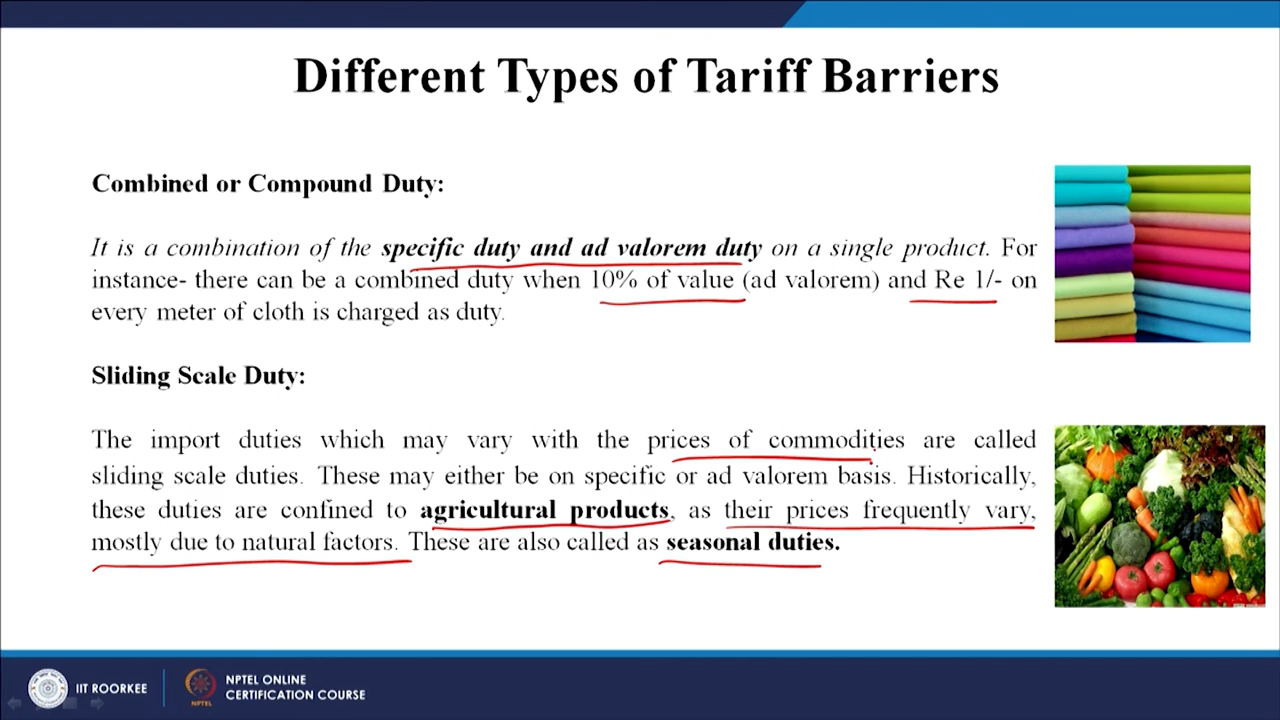 Different Types of Tariff Barriers
Combined or Compound Duty:
It is a combination of the specific duty and ad valorem duty on a single product. For
instance- there can be a combined duty when 10% of value (ad valorem) and Re 1/- on
every meter of cloth is charged as duty.
Sliding Scale Duty:
The import duties which may vary with the prices of commodities are called
sliding scale duties. These may either be on specific or ad valorem basis. Historically,
these duties are confined to agricultural products, as their prices frequently vary,
mostly due to natural factors. These are also called as seasonal duties.
IIT ROORKEE
NPTEL
NPTEL ONLINE
CERTIFICATION COURSE